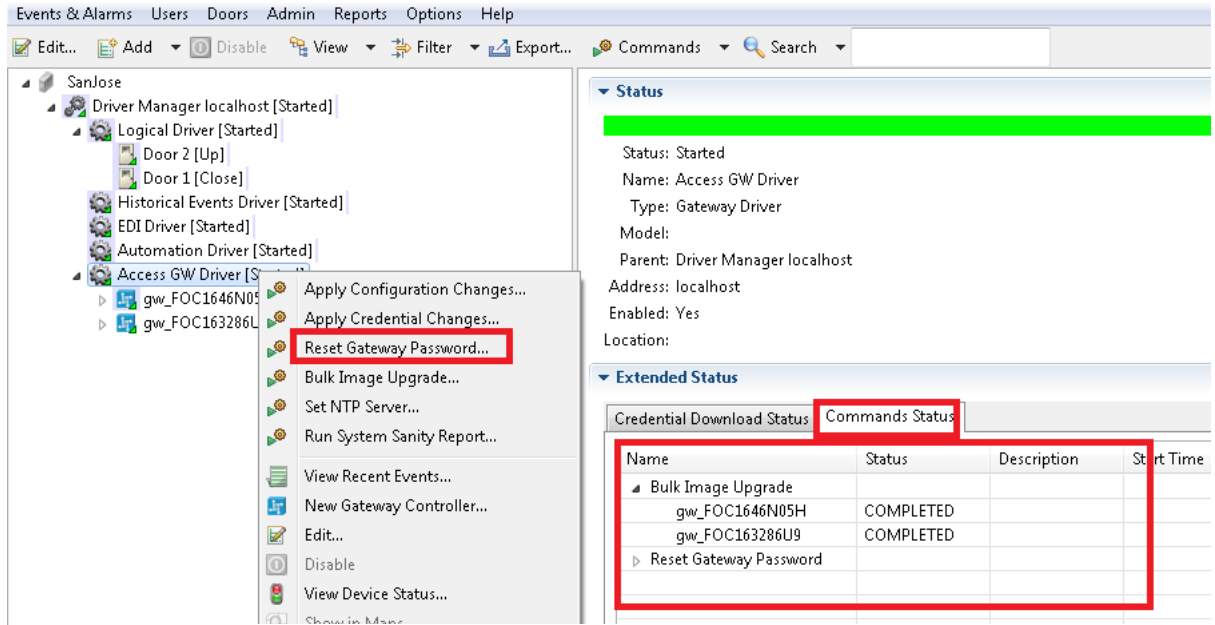 Events & Alarms Users Doors Admin Reports Options Help
Edit... Add Disable View Filter Export... Commands Search
SanJose
Driver Manager localhost [Started]
Logical Driver [Started]
Door 2 [Up]
Door 1 [Close]
Historical Events Driver [Started]
EDI Driver [Started]
Automation Driver [Started]
Access GW Driver [S
gw_FOC1646N05
gw_FOC163286U
Apply Configuration Changes...
Apply Credential Changes...
Reset Gateway Password...
Bulk Image Upgrade...
Set NTP Server...
Run System Sanity Report...
View Recent Events...
New Gateway Controller...
Edit...
Disable
View Device Status...
Show in Maps
Status
Status: Started
Name: Access GW Driver
Type: Gateway Driver
Model:
Parent: Driver Manager localhost
Address: localhost
Enabled: Yes
Location:
Extended Status
Credential Download Status Commands Status
Name Status Description Start Time
Bulk Image Upgrade
gw_FOC1646N05H COMPLETED
gw_FOC163286U9 COMPLETED
Reset Gateway Password